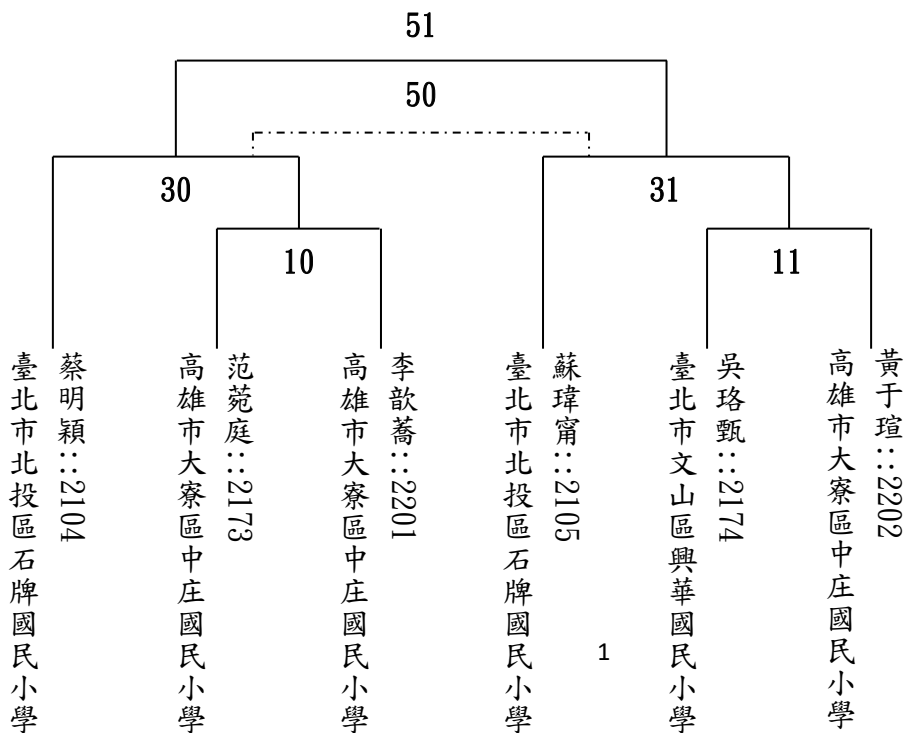 51
50
30
31
10
11
蔡明穎::2104
臺北市北投區石牌國民小學
范菀庭::2173
高雄市大寮區中庄國民小學
李歆蕎::2201
高雄市大寮區中庄國民小學
蘇瑋甯::2105
臺北市北投區石牌國民小學
吳珞甄::2174
臺北市文山區興華國民小學
黃于瑄::2202
高雄市大寮區中庄國民小學
1